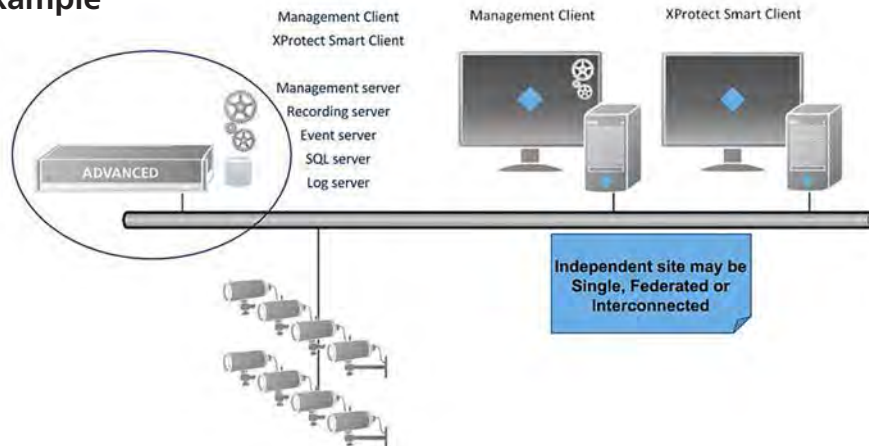 Management Client
XProtect Smart Client
Management server
Recording server
Event server
SQL server
Log server
ADVANCED
Management Client
XProtect Smart Client
Independent site may be
Single, Federated or
Interconnected